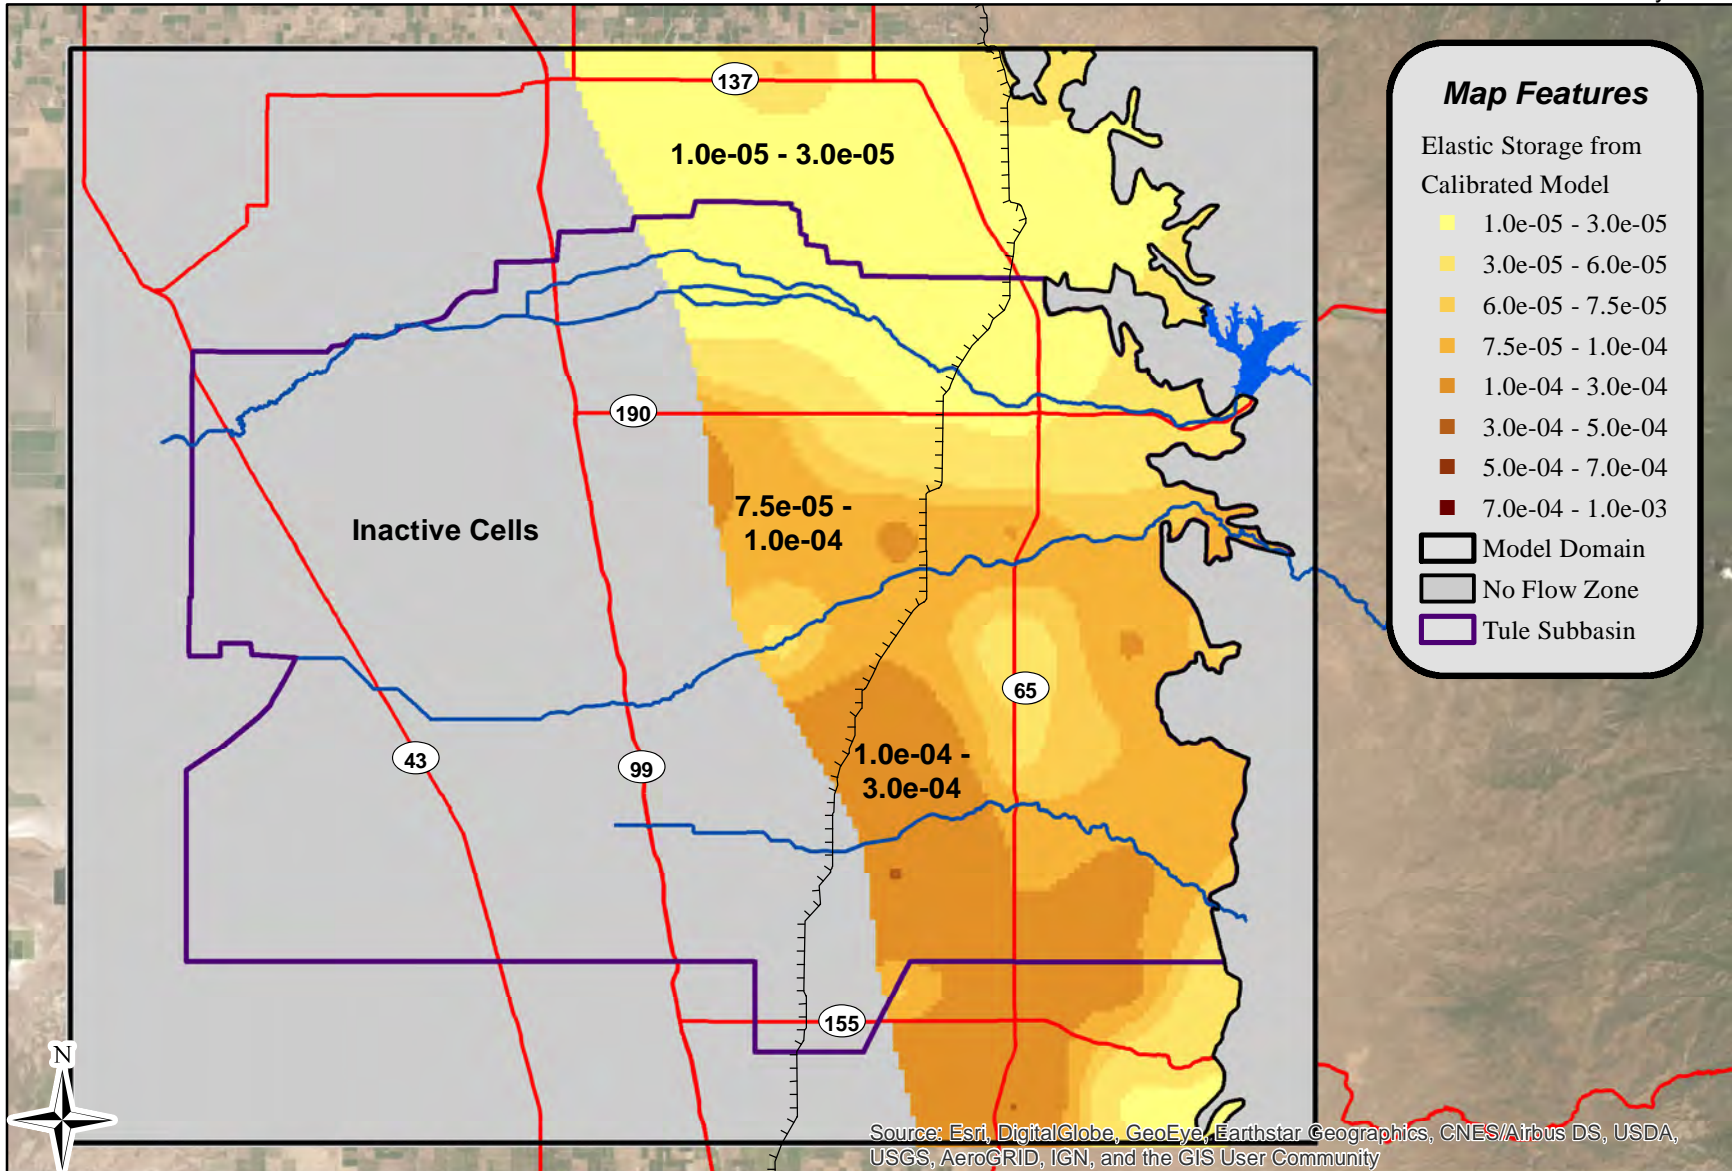 137
1.0e-05 - 3.0e-05
190
7.5e-05 -
1.0e-04
Inactive Cells
65
1.0e-04 -
3.0e-04
43
99
155
N
Map Features
Elastic Storage from
Calibrated Model
1.0e-05 - 3.0e-05
3.0e-05 - 6.0e-05
6.0e-05 - 7.5e-05
7.5e-05 - 1.0e-04
1.0e-04 - 3.0e-04
3.0e-04 - 5.0e-04
5.0e-04 - 7.0e-04
7.0e-04 - 1.0e-03
Model Domain
No Flow Zone
Tule Subbasin
Source: Esri, DigitalGlobe, GeoEye, Earthstar Geographics, CNES/Airbus DS, USDA,
USGS, AeroGRID, IGN, and the GIS User Community